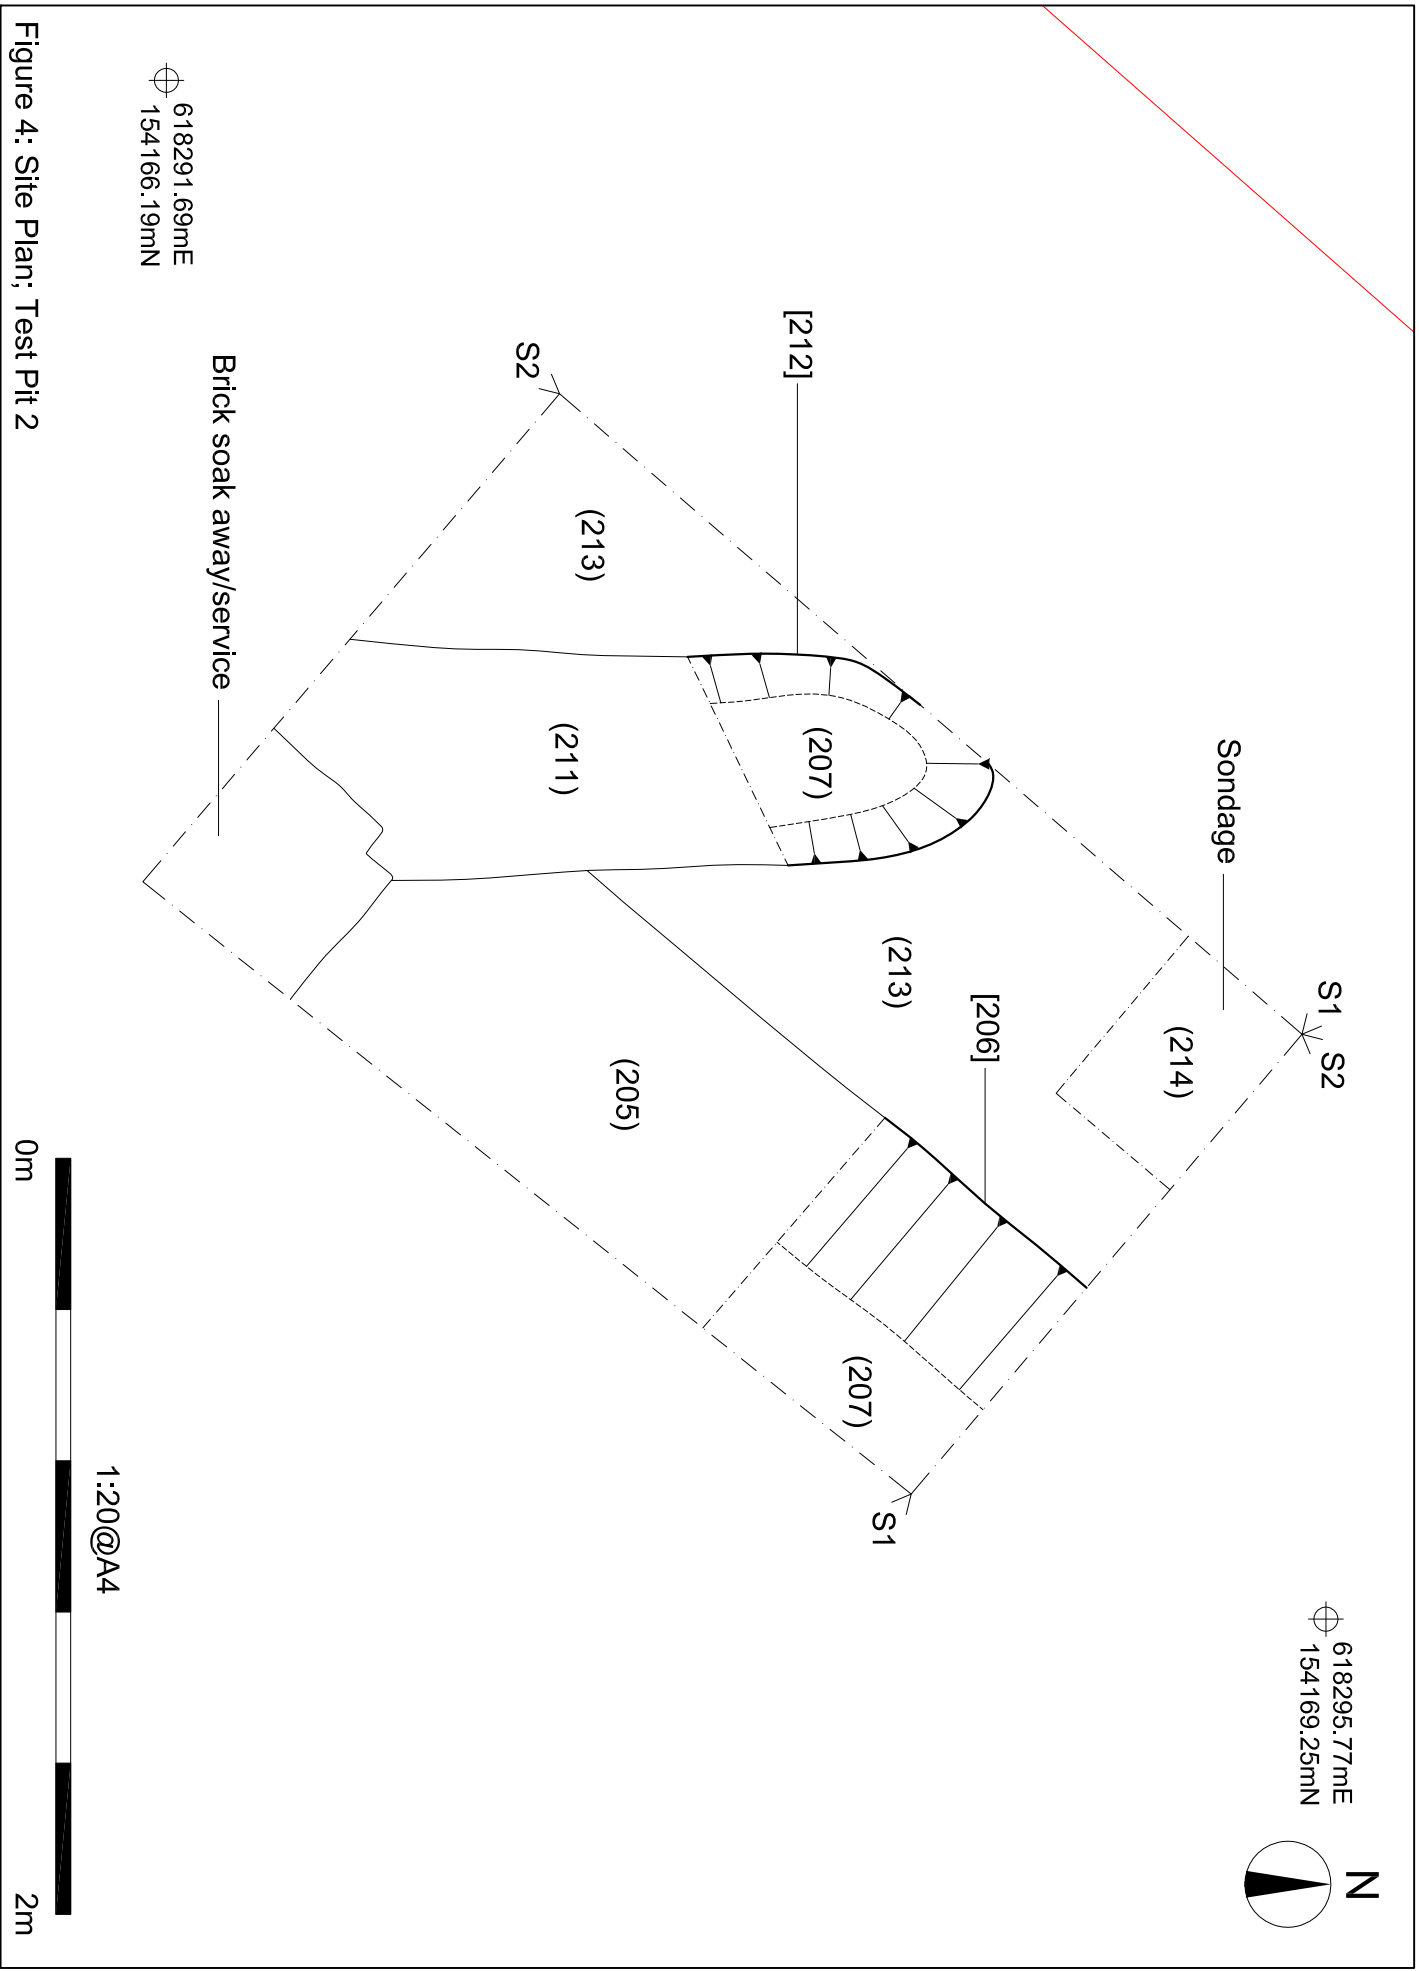 618295.77mE
154169.25mN
N
S1
S2
Sondage
(214)
[206]
(213)
[212]
(207)
(207)
S1
(205)
(213)
(211)
S2
Brick soak away/service
618291.69mE
154166.19mN
1:20@A4
0m
2m
Figure 4: Site Plan; Test Pit 2